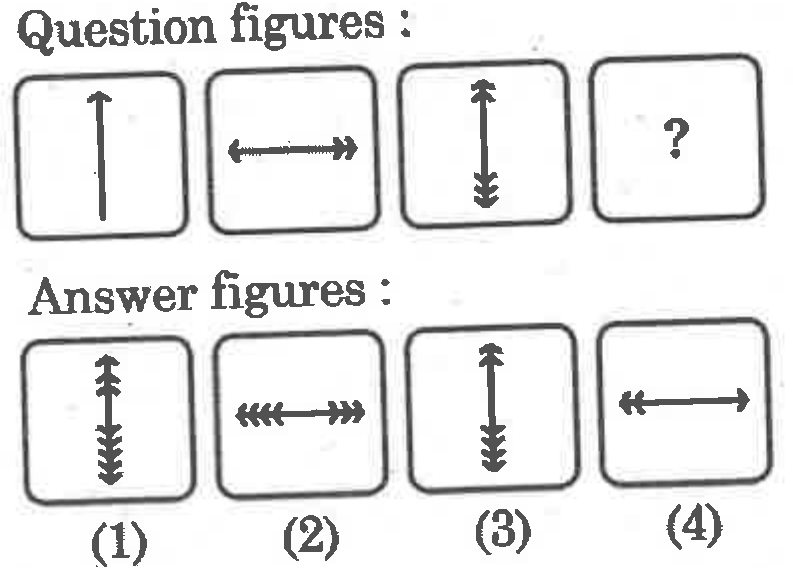 Question figures :
?
Answer figures :
(1) (2) (3) (4)